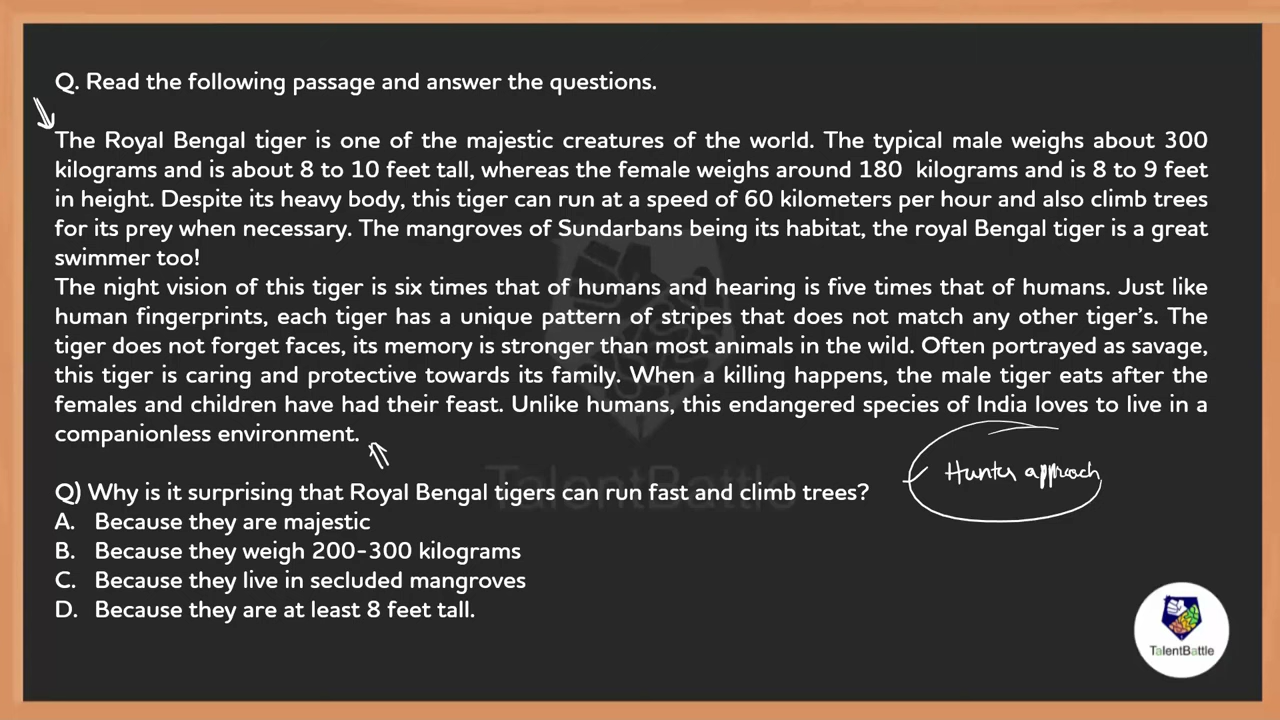 Q. Read the following passage and answer the questions.
The Royal Bengal tiger is one of the majestic creatures of the world. The typical male weighs about 300
kilograms and is about 8 to 10 feet tall, whereas the female weighs around 180 kilograms and is 8 to 9 feet
in height. Despite its heavy body, this tiger can run at a speed of 60 kilometers per hour and also climb trees
for its prey when necessary. The mangroves of Sundarbans being its habitat, the royal Bengal tiger is a great
swimmer too!
The night vision of this tiger is six times that of humans and hearing is five times that of humans. Just like
human fingerprints, each tiger has a unique pattern of stripes that does not match any other tiger's. The
tiger does not forget faces, its memory is stronger than most animals in the wild. Often portrayed as savage,
this tiger is caring and protective towards its family. When a killing happens, the male tiger eats after the
females and children have had their feast. Unlike humans, this endangered species of India loves to live in a
companionless environment.
Hunter approach
Q) Why is it surprising that Royal Bengal tigers can run fast and climb trees?
A. Because they are majestic
B. Because they weigh 200-300 kilograms
C. Because they live in secluded mangroves
D. Because they are at least 8 feet tall.
TalentBattle
TalentBattle